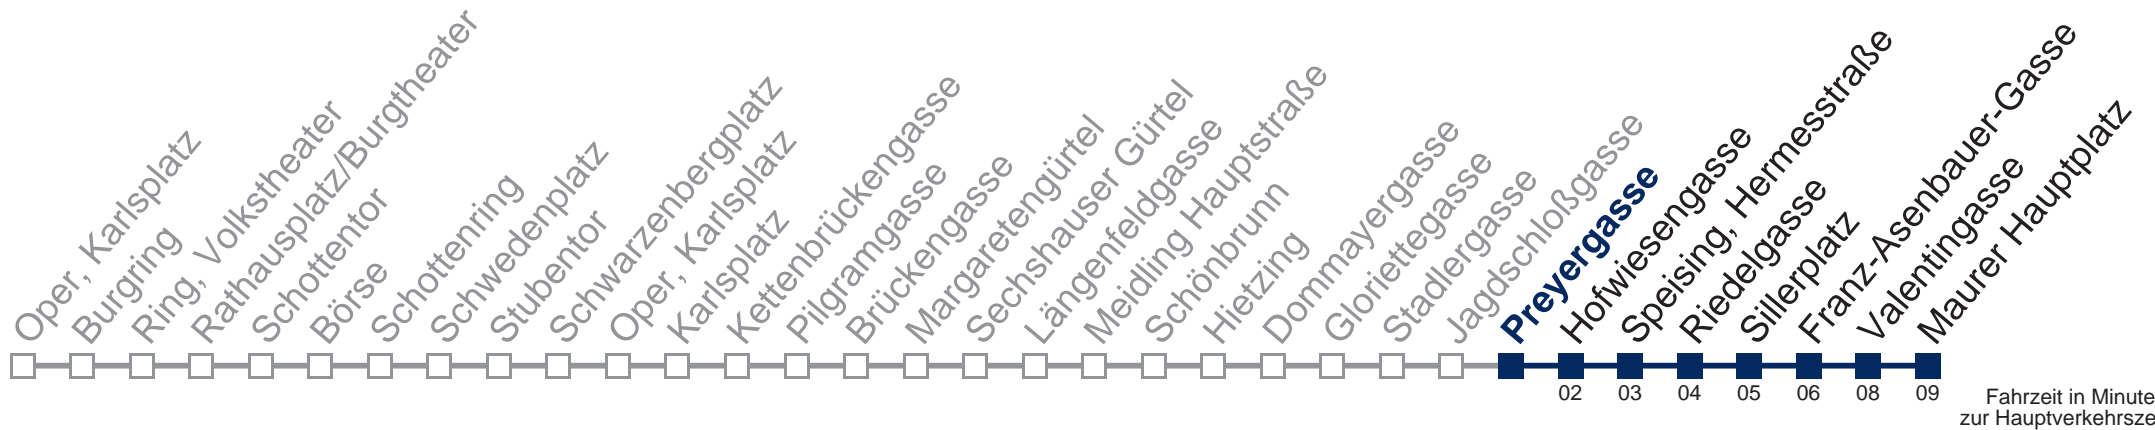 Oper, Karlsplatz
Burgring
Ring, Volkstheater
Rathausplatz/Burgtheater
Schottentor
Börse
Schottenring
Schwedenplatz
Stubentor
Schwarzenbergplatz
Oper, Karlsplatz
Karlsplatz
Kettenbrückengasse
Pilgramgasse
Brückengasse
Margaretengürtel
Sechshauser Gürtel
Längenfeldgasse
Meidling Hauptstraße
Schönbrunn
Hietzing
Dommayergasse
Gloriettegasse
Stadlergasse
Jagdschloßgasse
Preyergasse
Hofwiesengasse
Speising, Hermesstraße
Riedelgasse
Sillerplatz
Franz-Asenbauer-Gasse
Valentingasse
Maurer Hauptplatz
02 03 04 05 06 08 09
Fahrzeit in Minute
zur Hauptverkehrsze